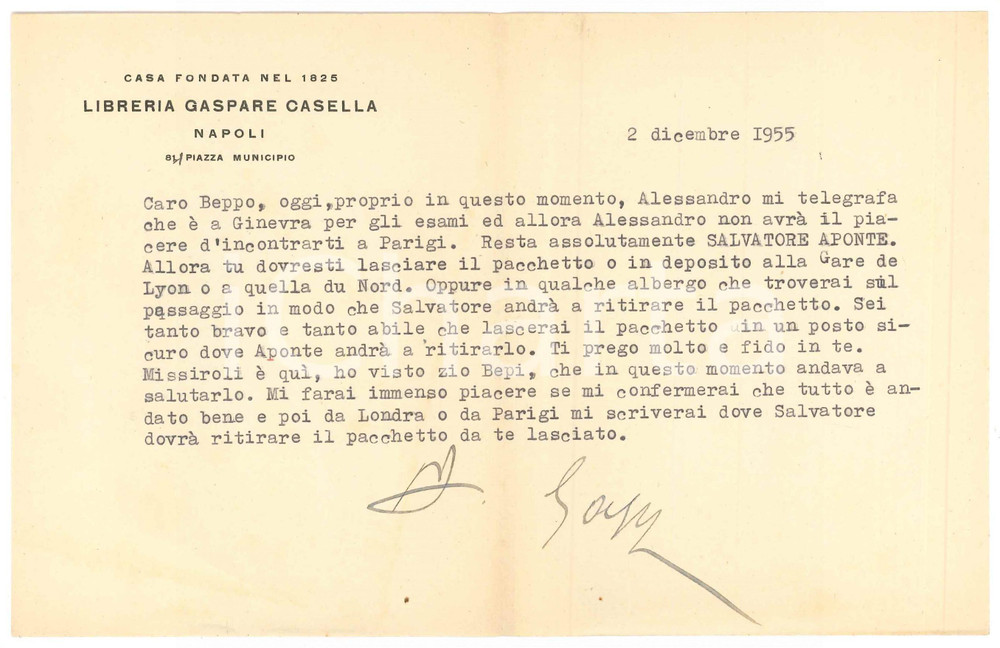 CASA FONDATA NEL 1825
LIBRERIA GASPARE CASELLA
NAPOLI
PIAZZA MUNICIPIO
2 dicembre I955
Caro Beppo, oggi,proprio in questo momento, Alessandro mi telegrafa
che è a Ginevra per gli esami ed allora Alessandro non avrà il pia-
cere d'incontrarti a Parigi. Resta assolutamente SALVATORE APONTE.
Allora tu dovresti lasciare il pacchetto o in deposito alla Gare de
Lyon o a quella du Nord. Oppure in qualche albergo che troverai sul
passaggio in modo che Salvatore andrà a ritirare il pacchetto. Sei
tanto bravo e tanto abile che lascerai il pacchetto in un posto si-
curo dove Aponte andrà a ritirarlo. Ti prego molto e fido in te.
Missiroli è quì, ho visto zio Bepi, che in questo momento andava a
salutarlo. Mi farai immenso piacere se mi confermerai che tutto è an-
dato bene e poi da Londra o da Parigi mi scriverai dove Salvatore
dovrà ritirare il pacchetto da te lasciato.